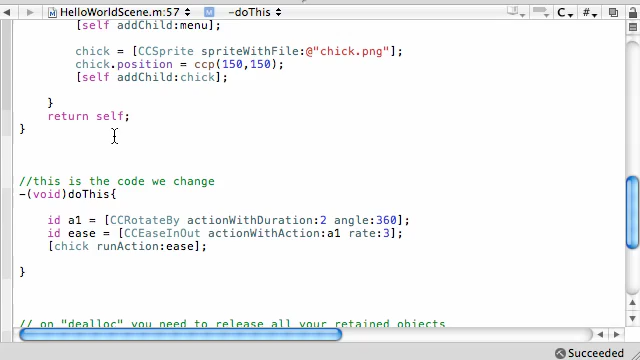 HelloWorldScene.m:57 -doThis C #
[self addChild:menu];
chick = [CCSprite spriteWithFile:@"chick.png"];
chick.position = ccp(150,150);
[self addChild:chick];
}
return self;
}
//this is the code we change
-(void)doThis{
id a1 = [CCRotateBy actionWithDuration:2 angle:360];
id ease = [CCEaseInOut actionWithAction:a1 rate:3];
[chick runAction:ease];
}
// on "dealloc" you need to release all your retained objects
Succeeded